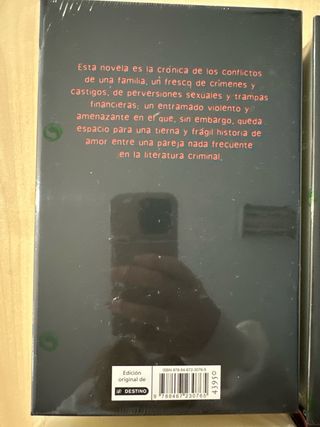 Esta novela es la crónica de los conflictos
de una familia, un fresco de crímenes y
castigos, de perversiones sexuales y trampas
financieras; un entramado violento y
amenazante en el que, sin embargo, queda
espacio para una tierna y frágil historia de
amor entre una pareja nada frecuente
en la literatura criminal.
Edición
original de
DESTINO